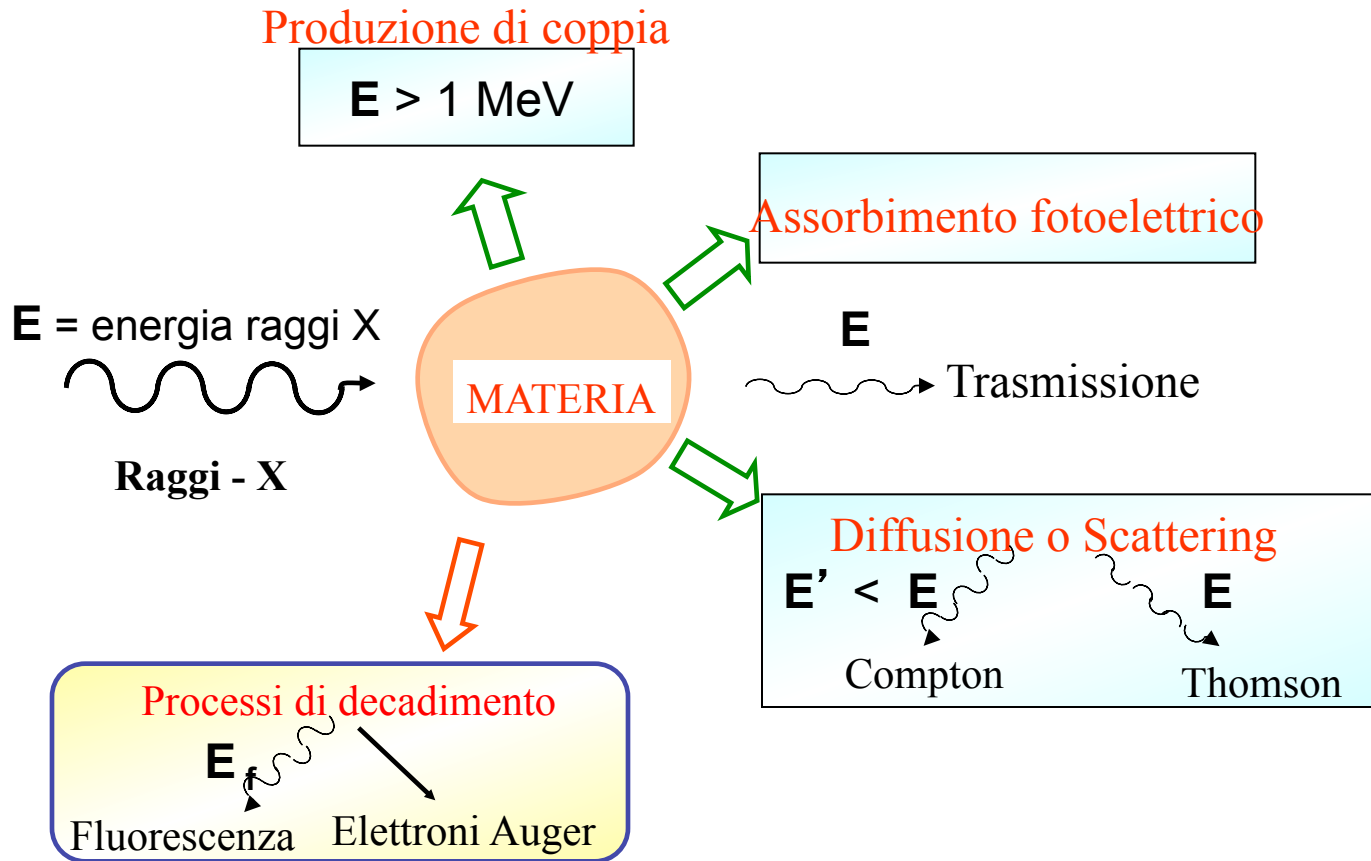 Produzione di coppia
E > 1 MeV
Assorbimento fotoelettrico
E = energia raggi X
E
Trasmissione
MATERIA
Raggi - X
Diffusione o Scattering
E’ < E
E
Compton
Thomson
Processi di decadimento
E f
Fluorescenza
Elettroni Auger